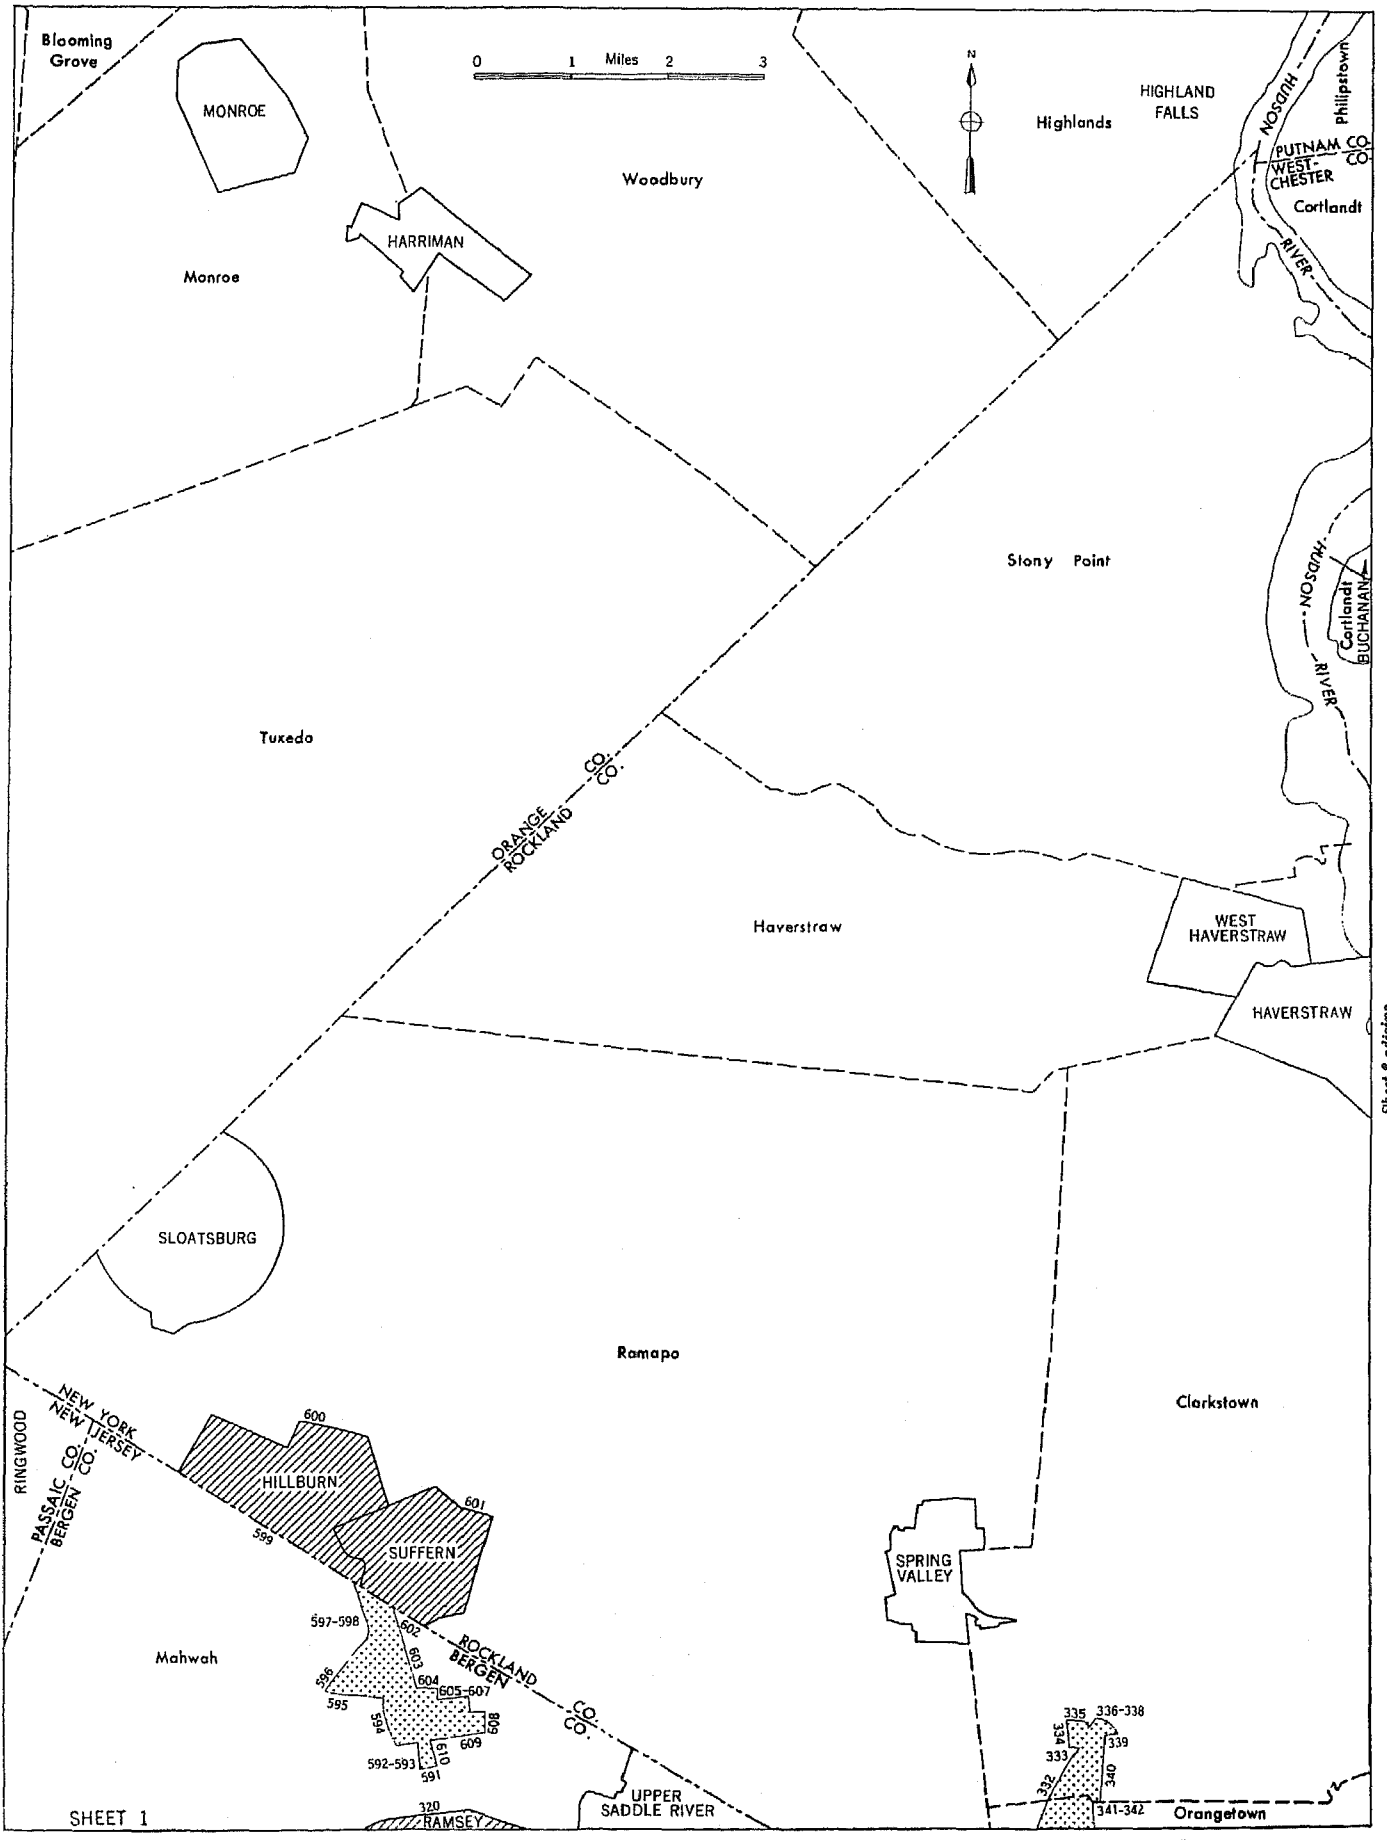 Blooming
Grove
MONROE
0 1 Miles 2 3
N
Highlands
HIGHLAND
FALLS
HUDSON
Philipstown
PUTNAM CO.
WEST- CO.
CHESTER
Cortlandt
RIVER
Woodbury
HARRIMAN
Monroe
Stony Point
HUDSON
RIVER
Cortlandt
BUCHANAN
Tuxedo
ORANGE CO.
ROCKLAND CO.
Haverstraw
WEST
HAVERSTRAW
HAVERSTRAW
SLOATSBURG
Ramapo
Clarkstown
NEW YORK
NEW JERSEY
RINGWOOD
PASSAIC CO.
BERGEN CO.
600
HILLBURN
601
599
SUFFERN
SPRING
VALLEY
597-598
602
603
ROCKLAND CO.
BERGEN CO.
Mahwah
596
595
604
605-607
594
608
609
610
592-593
591
335
336-338
334
339
333
332
340
341-342
Orangetown
UPPER
SADDLE RIVER
320
RAMSEY
SHEET 1